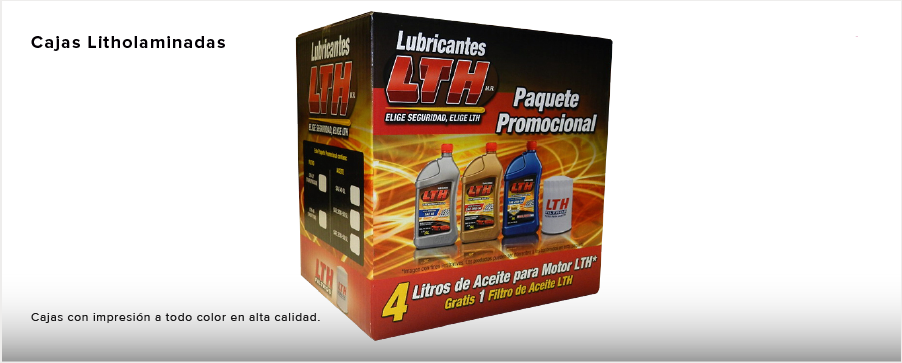 Cajas Litholaminadas
Lubricantes
LTH
M.R.
ELIGE SEGURIDAD, ELIGE LTH
Paquete
Promocional
LTH
LTH
LTH
LTH
4 Litros de Aceite para Motor LTH*
Gratis 1 Filtro de Aceite LTH
Lubricantes
LTH
M.R.
ELIGE SEGURIDAD, ELIGE LTH
LTH
Cajas con impresión a todo color en alta calidad.